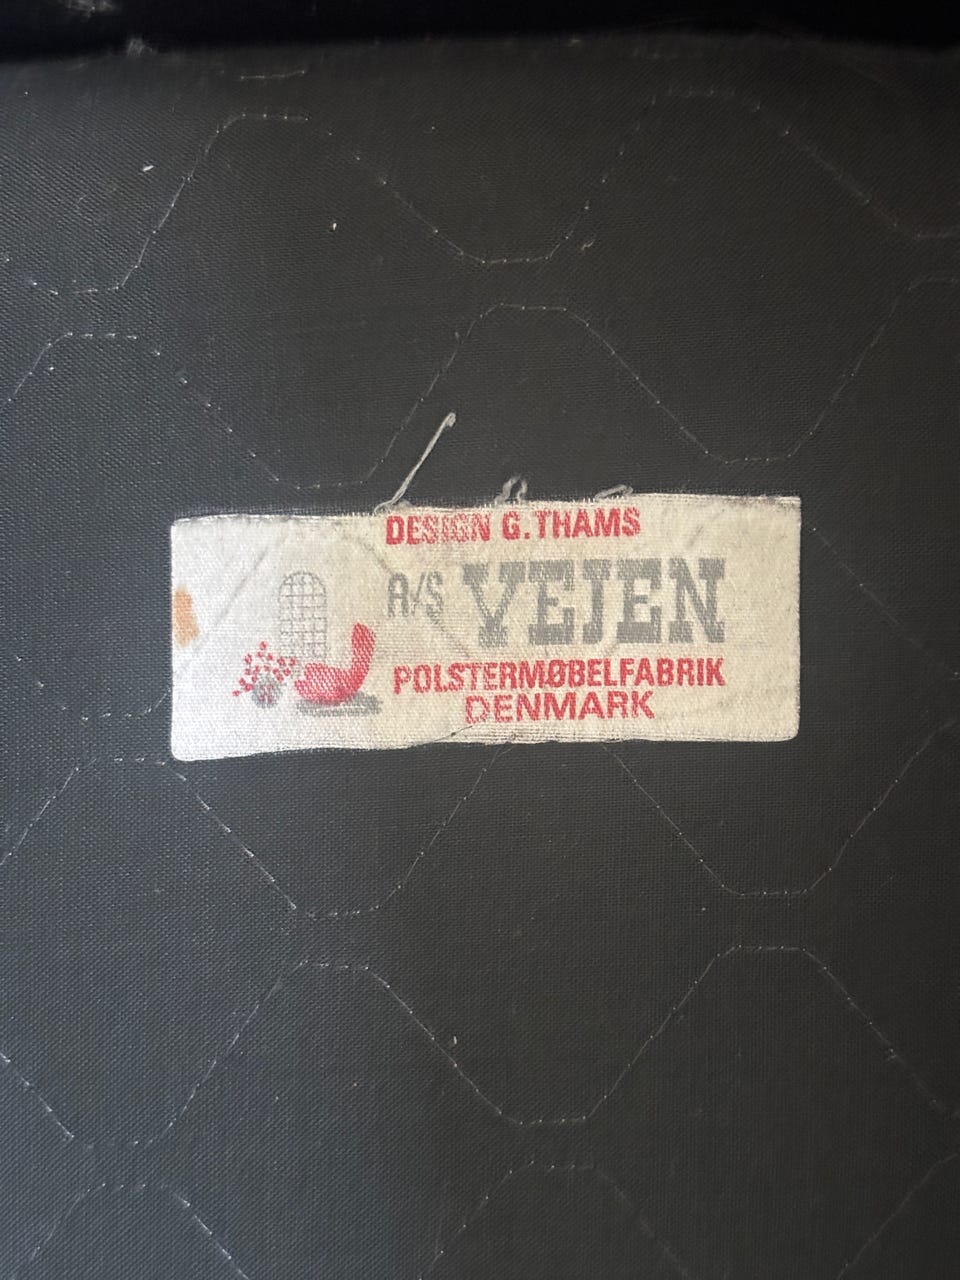 DESIGN G.THAMS
A/S VEJEN
POLSTERMØBELFABRIK
DENMARK